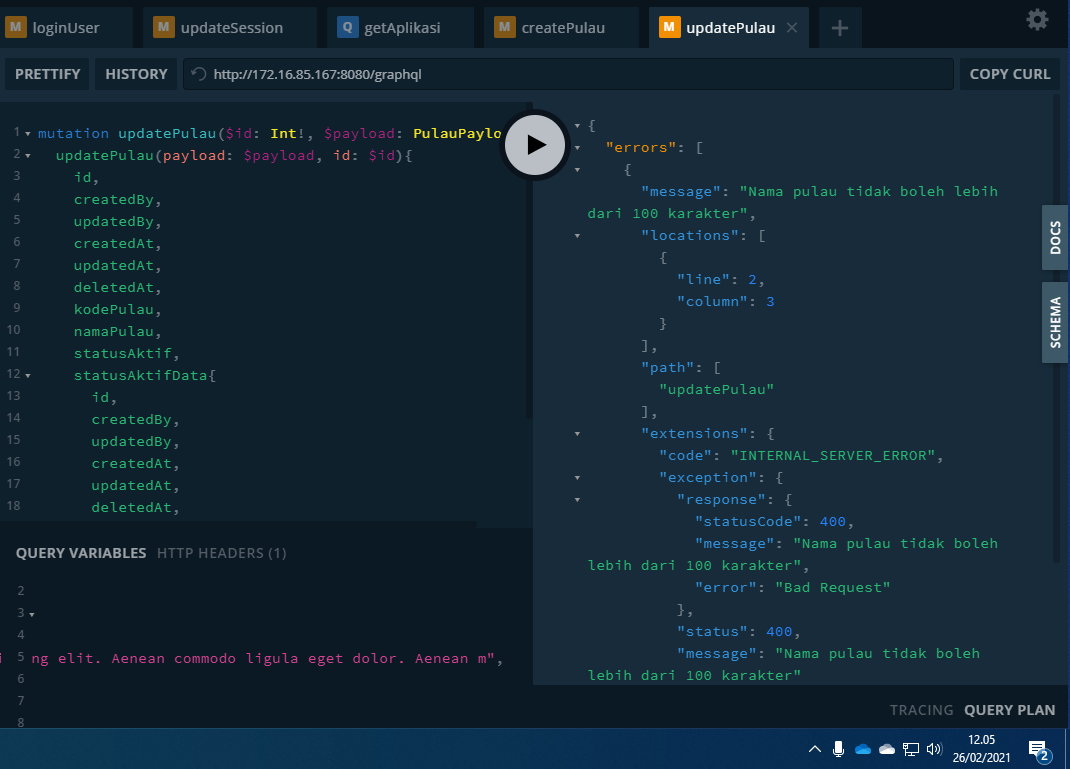 M loginUser
M updateSession
Q getAplikasi
M createPulau
M updatePulau
PRETTIFY
HISTORY
http://172.16.85.167:8080/graphql
COPY CURL
1 mutation updatePulau($id: Int!, $payload: PulauPaylo
2 updatePulau(payload: $payload, id: $id){
3 id,
4 createdBy,
5 updatedBy,
6 createdAt,
7 updatedAt,
8 deletedAt,
9 kodePulau,
10 namaPulau,
11 statusAktif,
12 statusAktifData{
13 id,
14 createdBy,
15 updatedBy,
16 createdAt,
17 updatedAt,
18 deletedAt,
QUERY VARIABLES
HTTP HEADERS (1)
2
3
4
5 ng elit. Aenean commodo ligula eget dolor. Aenean m",
6
7
8
{
"errors": [
{
"message": "Nama pulau tidak boleh lebih
dari 100 karakter",
"locations": [
{
"line": 2,
"column": 3
}
],
"path": [
"updatePulau"
],
"extensions": {
"code": "INTERNAL_SERVER_ERROR",
"exception": {
"response": {
"statusCode": 400,
"message": "Nama pulau tidak boleh
lebih dari 100 karakter",
"error": "Bad Request"
},
"status": 400,
"message": "Nama pulau tidak boleh
lebih dari 100 karakter"
DOCS
SCHEMA
TRACING
QUERY PLAN
12.05
26/02/2021
2